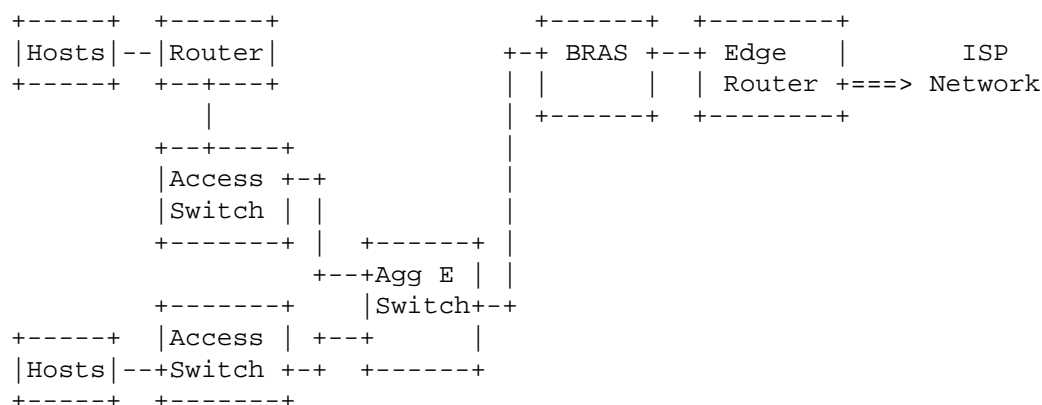 +-----+  +------+                +------+  +--------+
|Hosts|--|Router|              +-+ BRAS +--+ Edge   |       ISP
+-----+  +--+---+              | |      |  | Router +===> Network
            |                  | +------+  +--------+
         +--+----+             |
         |Access +-+           |
         |Switch | |           |
         +-------+ |  +------+ |
                   +--+Agg E | |
         +-------+    |Switch+-+
+-----+  |Access | +--+      |
|Hosts|--+Switch +-+  +------+
+-----+  +-------+